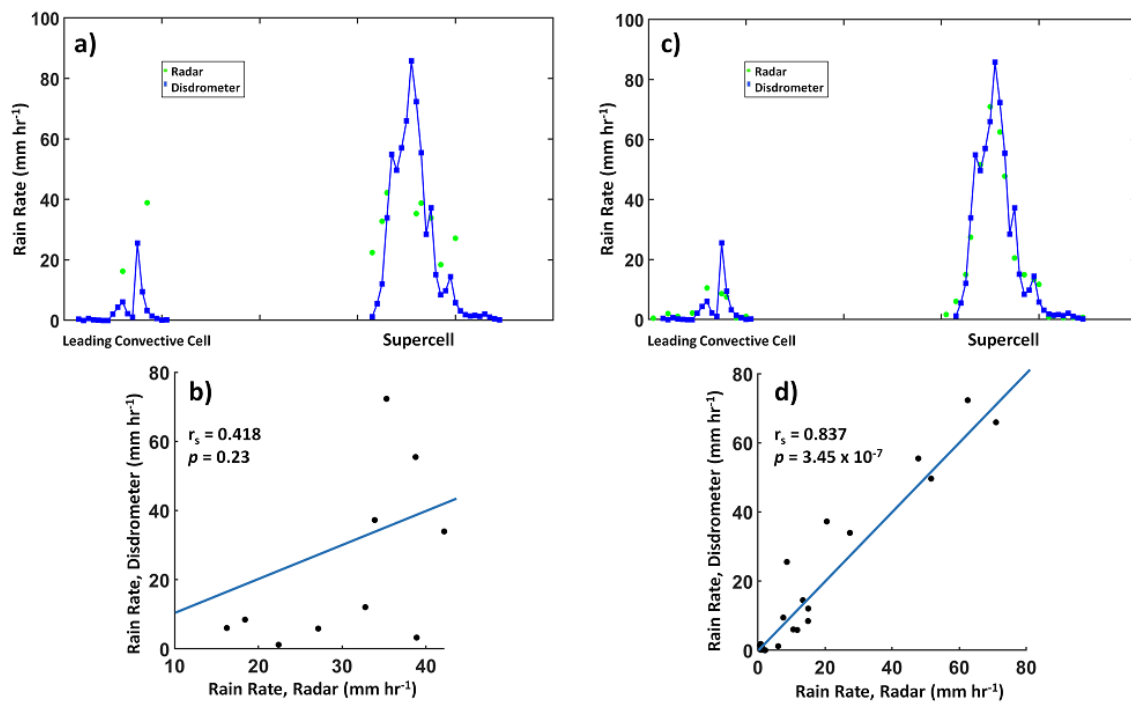 a)
100
80
60
40
20
0
Rain Rate (mm hr-1)
Radar
Disdrometer
Leading Convective Cell
Supercell
c)
100
80
60
40
20
0
Rain Rate (mm hr-1)
Radar
Disdrometer
Leading Convective Cell
Supercell
b)
80
60
40
20
0
Rain Rate, Disdrometer (mm hr-1)
rs = 0.418
p = 0.23
10 20 30 40
Rain Rate, Radar (mm hr-1)
d)
80
60
40
20
0
Rain Rate, Disdrometer (mm hr-1)
rs = 0.837
p = 3.45 x 10-7
0 20 40 60 80
Rain Rate, Radar (mm hr-1)